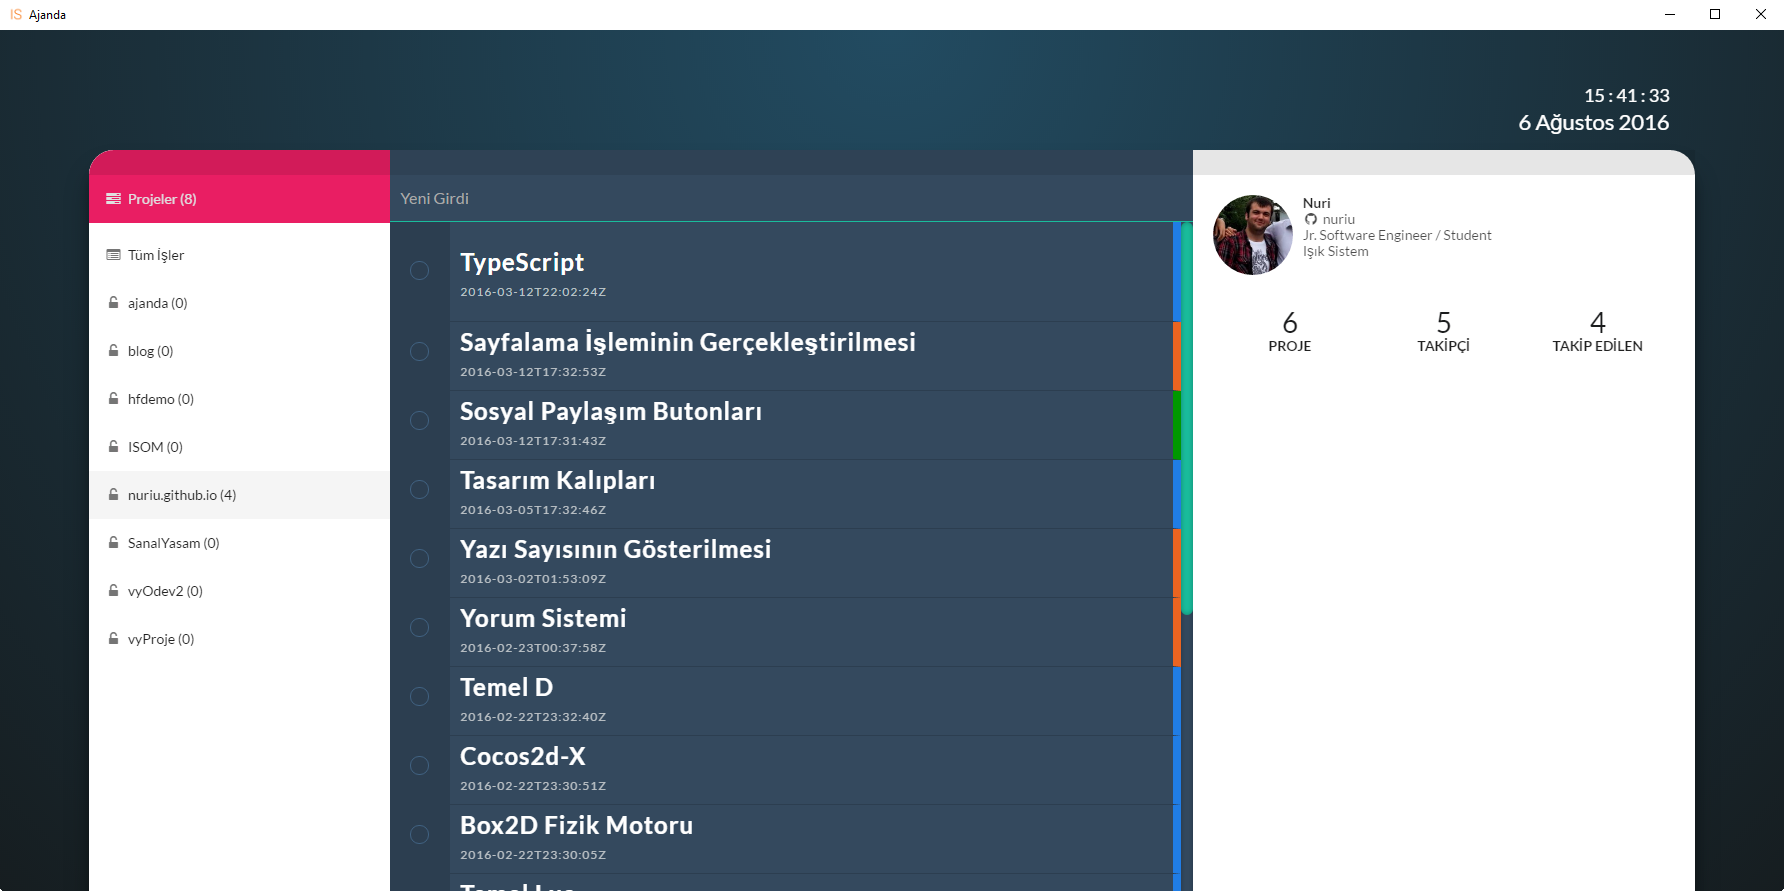 IS Ajanda
15 : 41 : 33
6 Ağustos 2016
Projeler (8)
Tüm İşler
ajanda (0)
blog (0)
hfdemo (0)
ISOM (0)
nuriu.github.io (4)
SanalYasam (0)
vyOdev2 (0)
vyProje (0)
Yeni Girdi
TypeScript
2016-03-12T22:02:24Z
Sayfalama İşleminin Gerçekleştirilmesi
2016-03-12T17:32:53Z
Sosyal Paylaşım Butonları
2016-03-12T17:31:43Z
Tasarım Kalıpları
2016-03-05T17:32:46Z
Yazı Sayısının Gösterilmesi
2016-03-02T01:53:09Z
Yorum Sistemi
2016-02-23T00:37:58Z
Temel D
2016-02-22T23:32:40Z
Cocos2d-X
2016-02-22T23:30:51Z
Box2D Fizik Motoru
2016-02-22T23:30:05Z
Temel Lua
Nuri
nuriu
Jr. Software Engineer / Student
Işık Sistem
6 5 4
PROJE TAKİPÇİ TAKİP EDİLEN